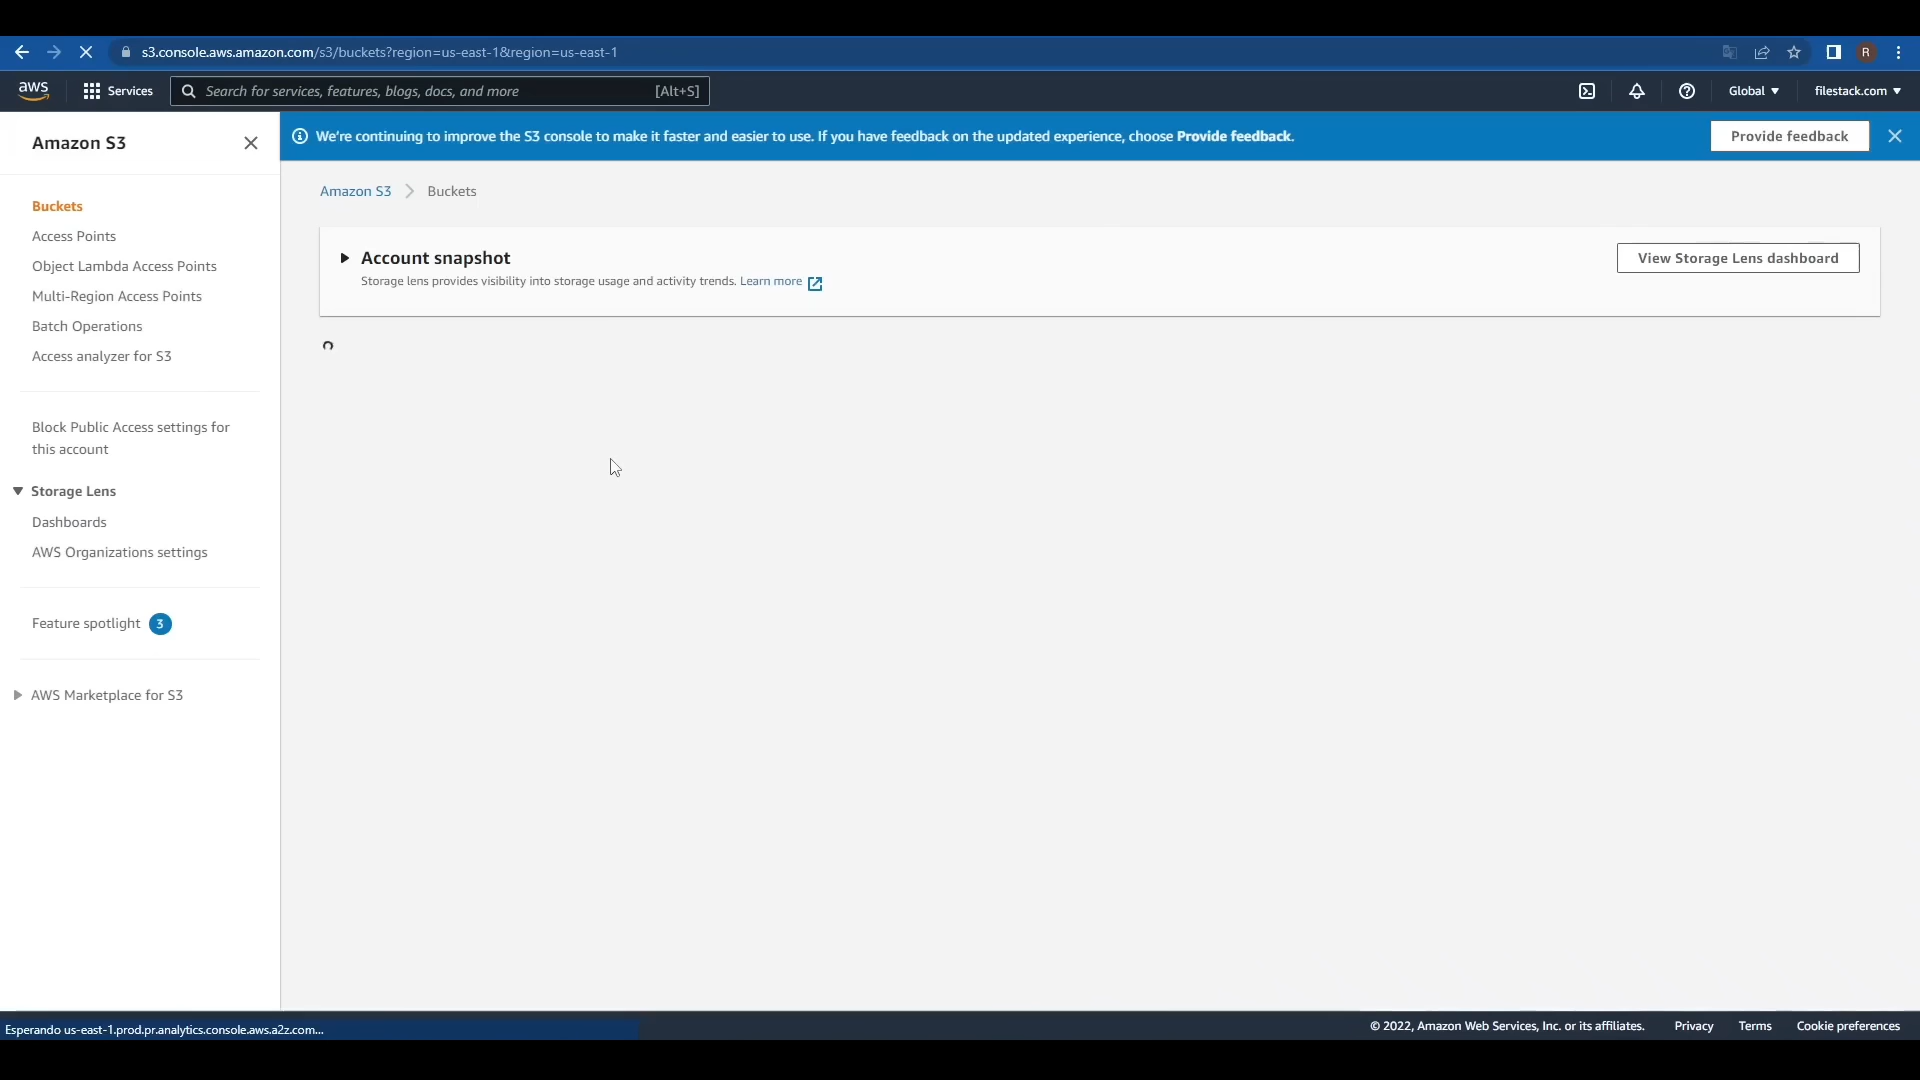 s3.console.aws.amazon.com/s3/buckets?region=us-east-1&region=us-east-1
R
aws
Services
Search for services, features, blogs, docs, and more
[Alt+S]
Global
filestack.com
Amazon S3
We're continuing to improve the S3 console to make it faster and easier to use. If you have feedback on the updated experience, choose Provide feedback.
Provide feedback
Amazon S3
Buckets
Buckets
Access Points
Object Lambda Access Points
Multi-Region Access Points
Batch Operations
Access analyzer for S3
Block Public Access settings for
this account
Storage Lens
Dashboards
AWS Organizations settings
Feature spotlight 3
AWS Marketplace for S3
Account snapshot
Storage lens provides visibility into storage usage and activity trends. Learn more
View Storage Lens dashboard
Esperando us-east-1.prod.pr.analytics.console.aws.a2z.com...
© 2022, Amazon Web Services, Inc. or its affiliates.
Privacy
Terms
Cookie preferences